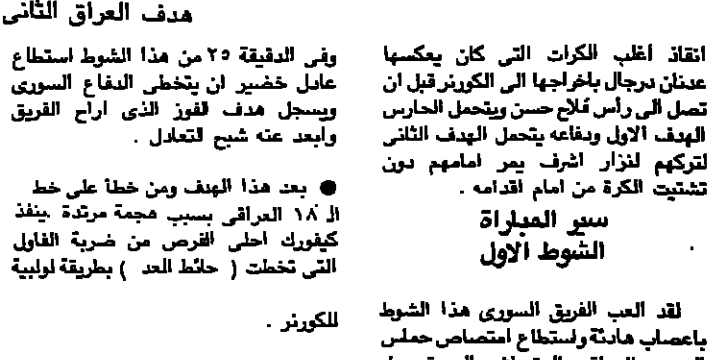 انقاذ أغلب الكرات التى كان يعكسها
عدنان درجال باخراجها الى الكورنر قبل ان
تصل الى رأس فلاح حسن ويتحمل الحارس
الهدف الاول ودفاعه يتحمل الهدف الثانى
لتركهم لنزار اشرف يمر امامهم دون
تشتيت الكرة من امام اقدامه .
سير المباراة
الشوط الاول
لقد العب الفريق السورى هذا الشوط
باعصاب هادئة واستطاع امتصاص حماس
هدف العراق الثانى
وفى الدقيقة ٢٥ من هذا الشوط استطاع
عادل خضير ان يتخطى الدفاع السورى
ويسجل هدف الفوز الذى اراح الفريق
وابعد عنه شبح التعادل .
● بعد هذا الهدف ومن خطأ على خط
الـ ١٨ العراقى بسبب هجمة مرتدة ينفذ
كيفورك احلى الفرص من ضربة الفاول
التى تخطت ( حائط العد ) بطريقة لولبية
للكورنر .